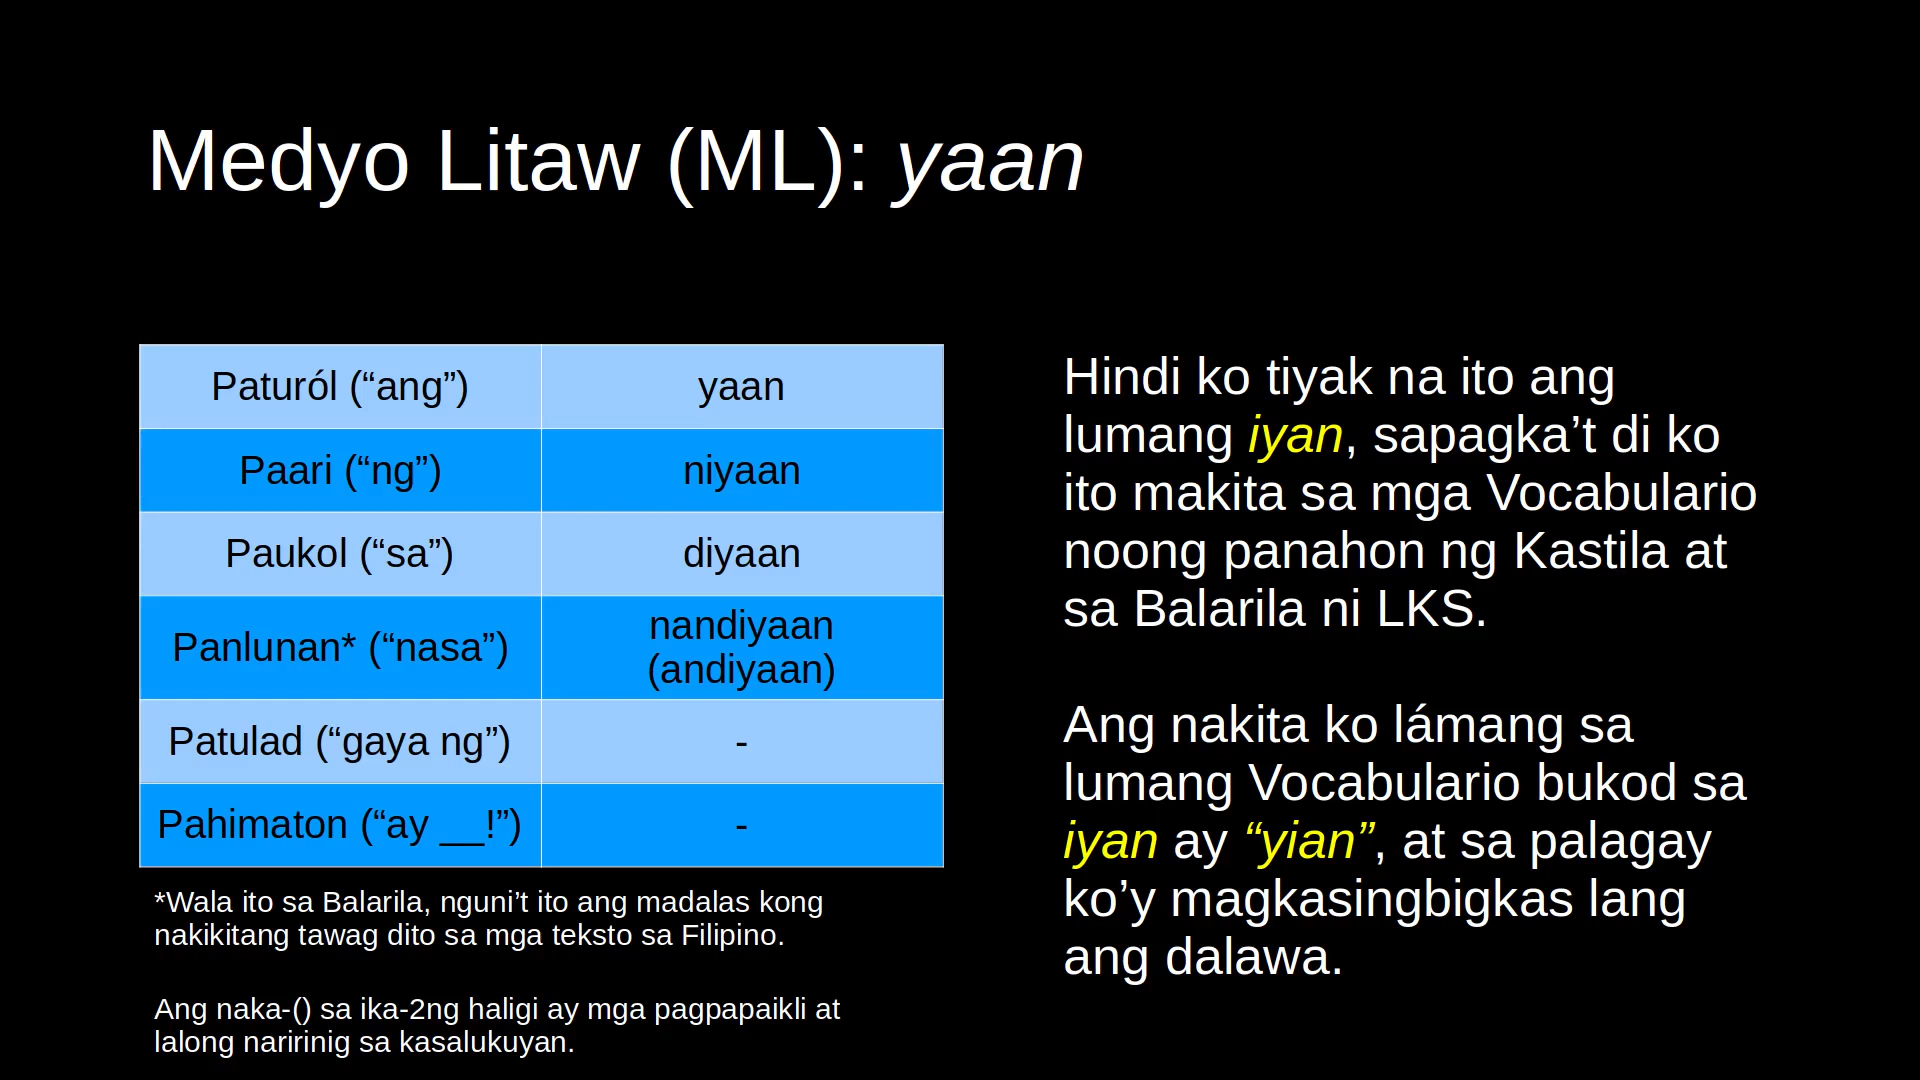 Medyo Litaw (ML): yaan
Paturól (“ang”) yaan
Paari (“ng”) niyaan
Paukol (“sa”) diyaan
Panlunan* (“nasa”) nandiyaan
(andiyaan)
Patulad (“gaya ng”) -
Pahimaton (“ay __!”) -
*Wala ito sa Balarila, nguni’t ito ang madalas kong
nakikitang tawag dito sa mga teksto sa Filipino.
Ang naka-() sa ika-2ng haligi ay mga pagpapaikli at
lalong naririnig sa kasalukuyan.
Hindi ko tiyak na ito ang
lumang iyan, sapagka’t di ko
ito makita sa mga Vocabulario
noong panahon ng Kastila at
sa Balarila ni LKS.
Ang nakita ko lámang sa
lumang Vocabulario bukod sa
iyan ay “yian”, at sa palagay
ko’y magkasingbigkas lang
ang dalawa.